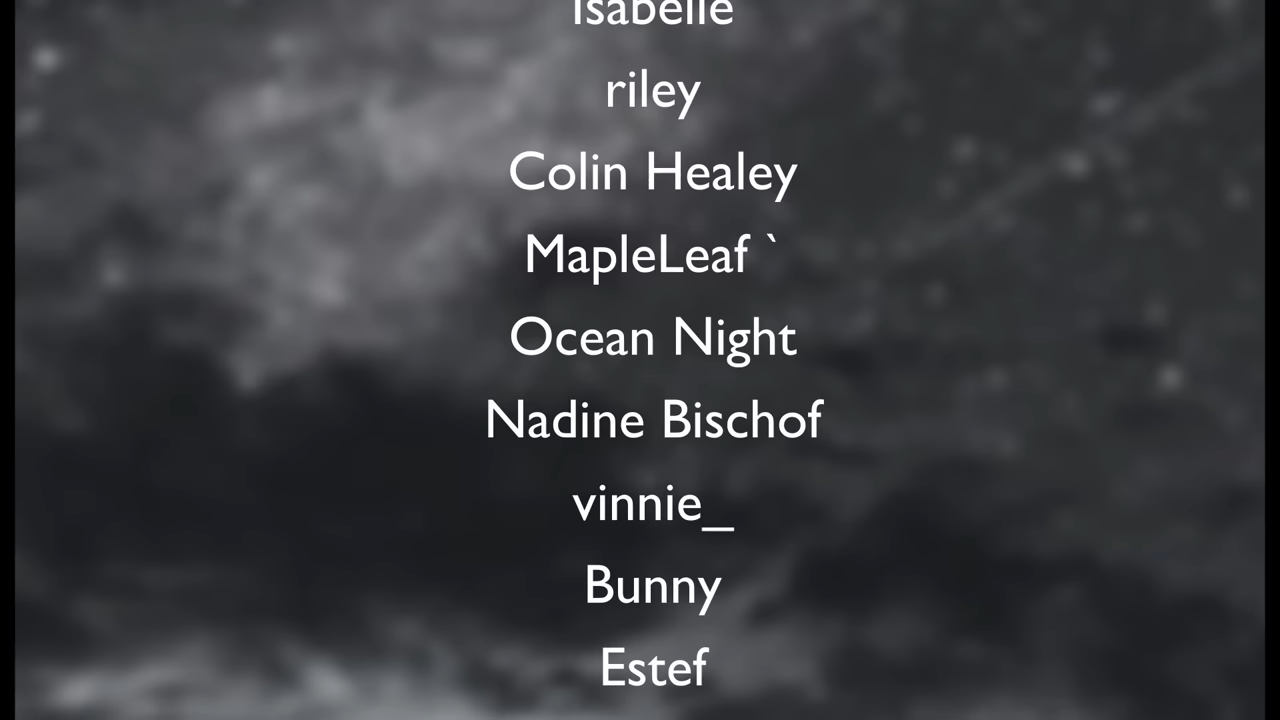 Isabelle
riley
Colin Healey
MapleLeaf `
Ocean Night
Nadine Bischof
vinnie_
Bunny
Estef